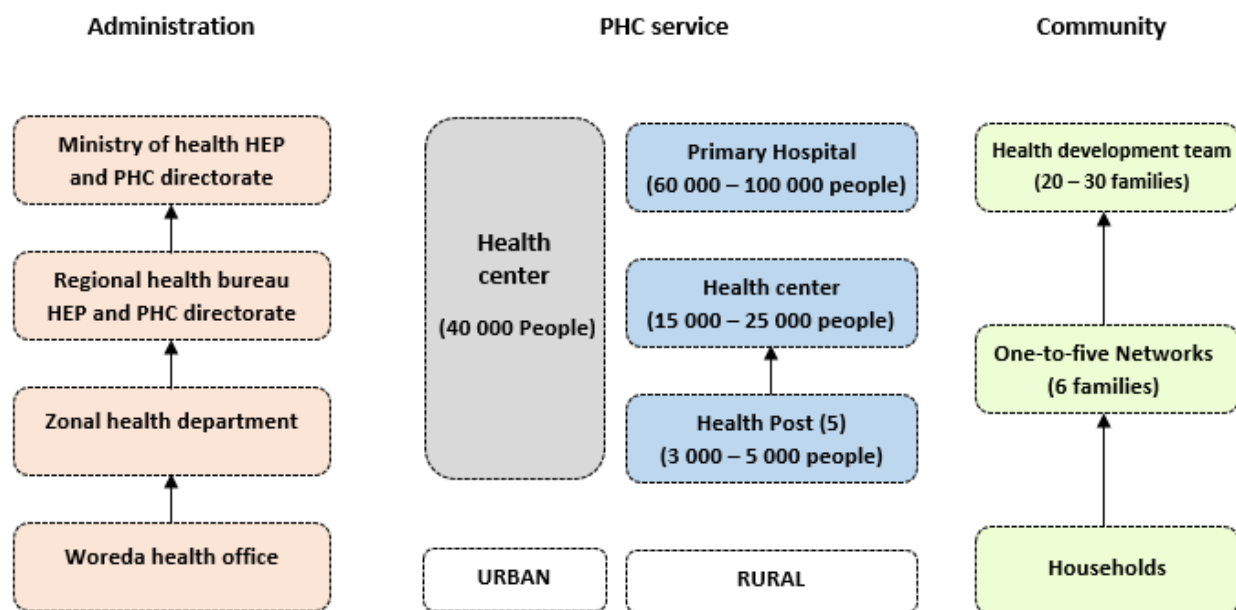 Administration
PHC service
Community
Ministry of health HEP
and PHC directorate
Regional health bureau
HEP and PHC directorate
Zonal health department
Woreda health office
Health
center
(40 000 People)
URBAN
Primary Hospital
(60 000 – 100 000 people)
Health center
(15 000 – 25 000 people)
Health Post (5)
(3 000 – 5 000 people)
RURAL
Health development team
(20 – 30 families)
One-to-five Networks
(6 families)
Households